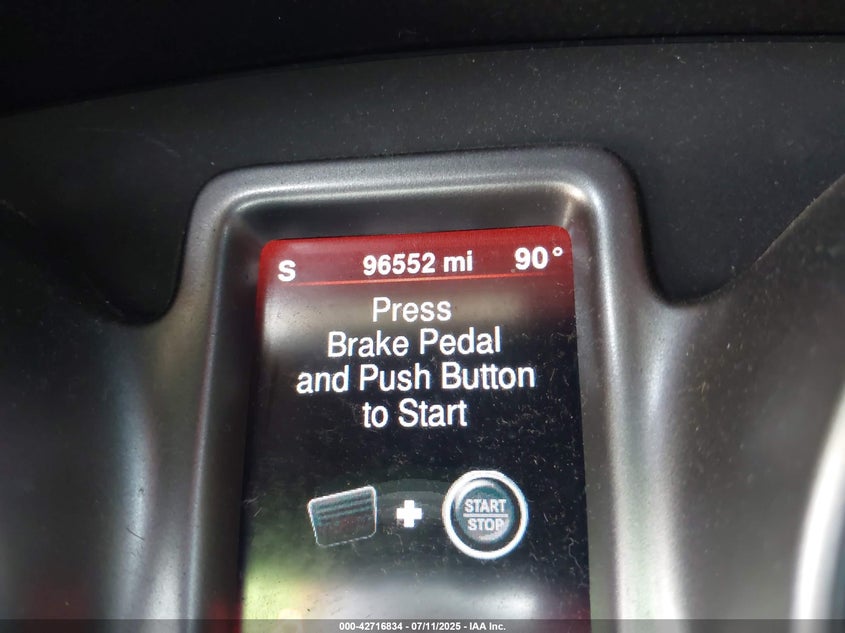 S 96552 mi 90°
Press
Brake Pedal
and Push Button
to Start
START
STOP
000-42716834 - 07/11/2025 - IAA Inc.